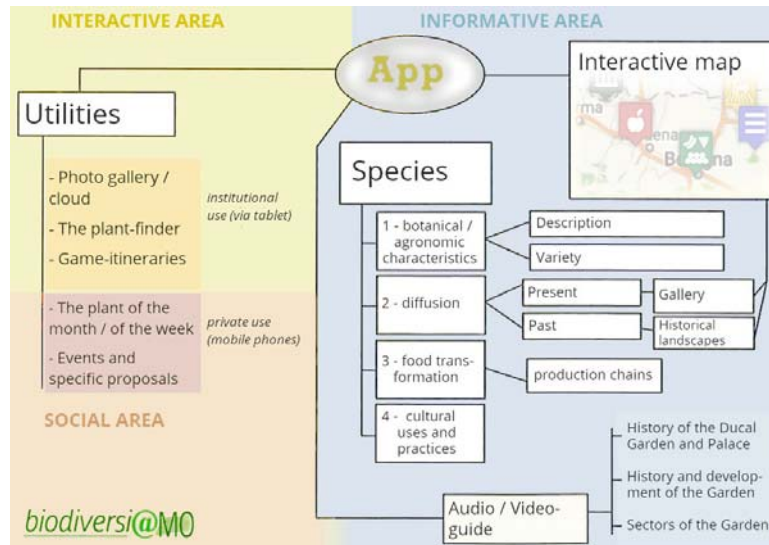 INTERACTIVE AREA
INFORMATIVE AREA
App
Interactive map
Utilities
- Photo gallery /
cloud
- The plant-finder
- Game-itineraries
institutional
use (via tablet)
- The plant of the
month / of the week
- Events and
specific proposals
private use
(mobile phones)
SOCIAL AREA
Species
1 - botanical /
agronomic
characteristics
Description
Variety
2 - diffusion
Present
Gallery
Past
Historical
landscapes
3 - food trans-
formation
production chains
4 - cultural
uses and
practices
Audio / Video-
guide
History of the Ducal
Garden and Palace
History and develop-
ment of the Garden
Sectors of the Garden
biodiversi@MO